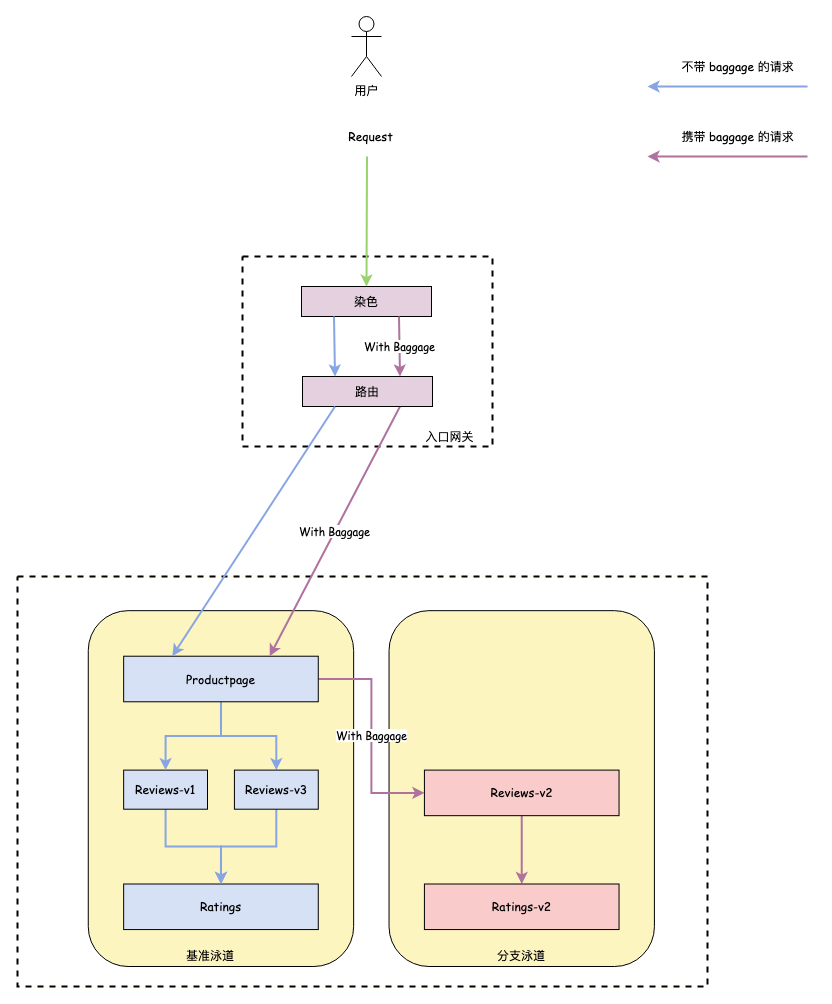 不带 baggage 的请求
用户
Request
携带 baggage 的请求
染色
With Baggage
路由
入口网关
With Baggage
Productpage
With Baggage
Reviews-v1
Reviews-v3
Reviews-v2
Ratings
Ratings-v2
基准泳道
分支泳道